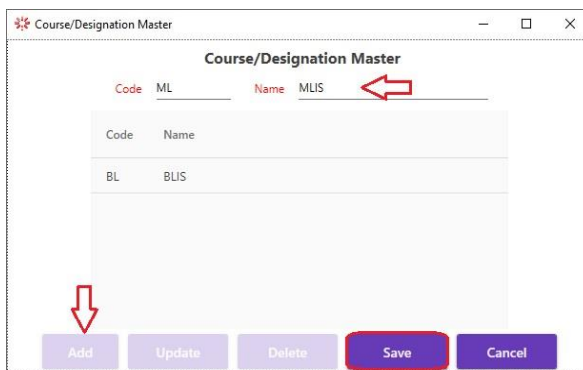 Course/Designation Master
Course/Designation Master
Code ML Name MLIS
Code Name
BL BLIS
Add Update Delete Save Cancel